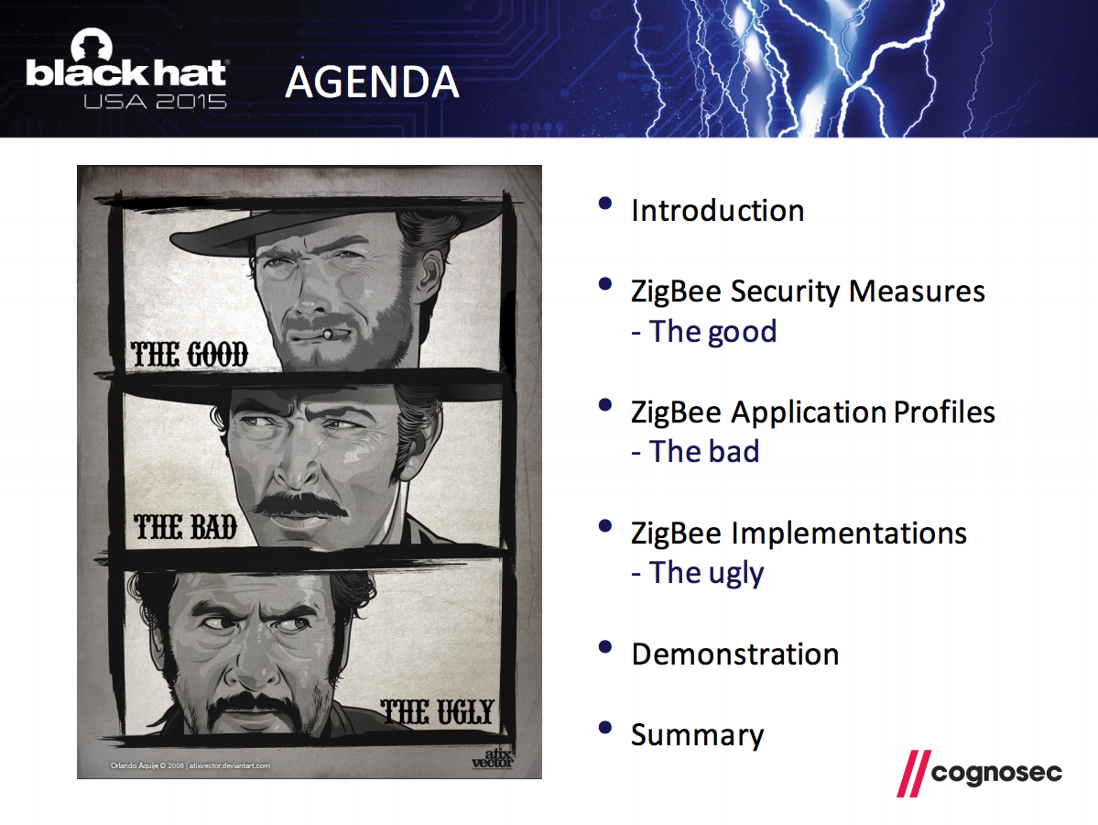 black hat®
USA 2015
AGENDA
THE GOOD
THE BAD
THE UGLY
Orlando Aquije © 2008 | atixvector.deviantart.com
atix
vector
• Introduction
• ZigBee Security Measures
- The good
• ZigBee Application Profiles
- The bad
• ZigBee Implementations
- The ugly
• Demonstration
• Summary
cognosec